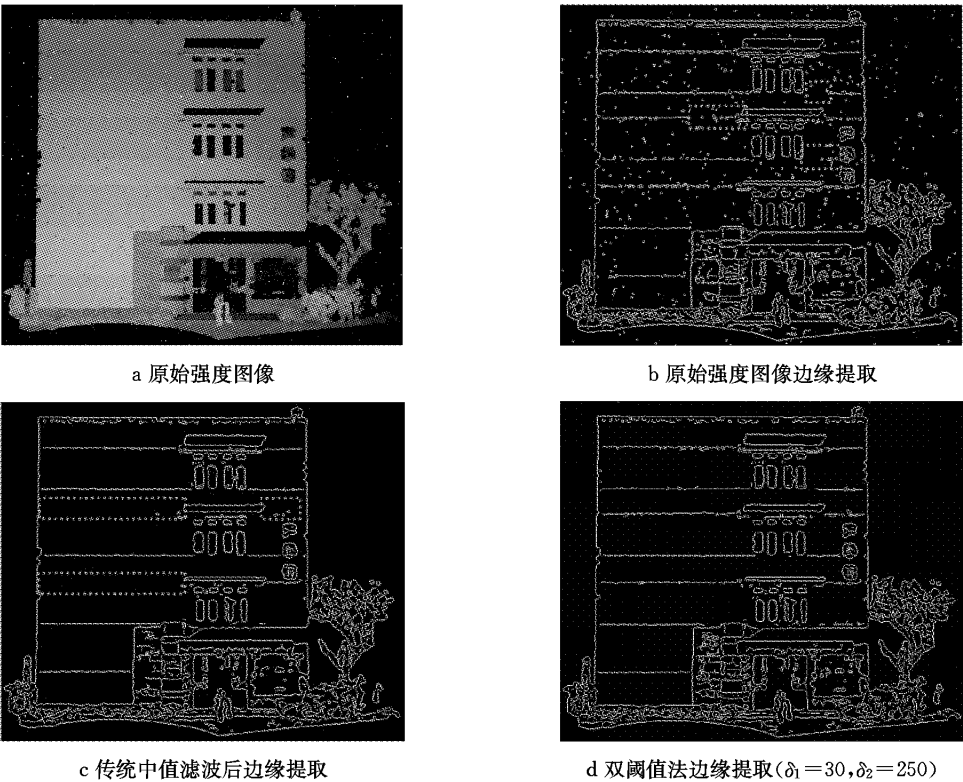 a 原始强度图像
b 原始强度图像边缘提取
c 传统中值滤波后边缘提取
d 双阈值法边缘提取(δ₁=30,δ₂=250)